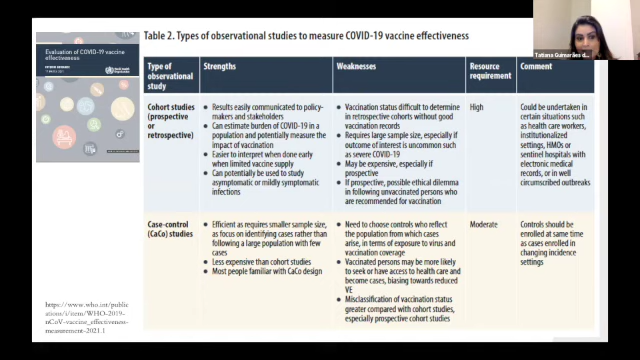 Table 2. Types of observational studies to measure COVID-19 vaccine effectiveness
Evaluation of COVID-19 vaccine
effectiveness
World Health
Organization
Tatiana Guimarães d...
Type of
observational
study
Strengths
Weaknesses
Resource
requirement
Comment
Cohort studies
(prospective
or
retrospective)
• Results easily communicated to policy-
makers and stakeholders
• Can estimate burden of COVID-19 in a
population and potentially measure the
impact of vaccination
• Easier to interpret when done early
when limited vaccine supply
• Can potentially be used to study
asymptomatic or mildly symptomatic
infections
• Vaccination status difficult to determine
in retrospective cohorts without good
vaccination records
• Requires large sample size, especially if
outcome of interest is uncommon such
as severe COVID-19
• May be expensive, especially if
prospective
• If prospective, possible ethical dilemma
in following unvaccinated persons who
are recommended for vaccination
High
Could be undertaken in
certain situations such
as health care workers,
institutionalized
settings, HMOs or
sentinel hospitals with
electronic medical
records, or in well
circumscribed outbreaks
Case-control
(CaCo) studies
• Efficient as requires smaller sample size,
as focus on identifying cases rather than
following a large population with few
cases
• Less expensive than cohort studies
• Most people familiar with CaCo design
• Need to choose controls who reflect
the population from which cases
arise, in terms of exposure to virus and
vaccination coverage
• Vaccinated persons may be more likely
to seek or have access to health care and
become cases, biasing towards reduced
VE
• Misclassification of vaccination status
greater compared with cohort studies,
especially prospective cohort studies
Moderate
Controls should be
enrolled at same time
as cases enrolled in
changing incidence
settings
https://www.who.int/public
ations/i/item/WHO-2019-
nCoV-vaccine_effectiveness-
measurement-2021.1